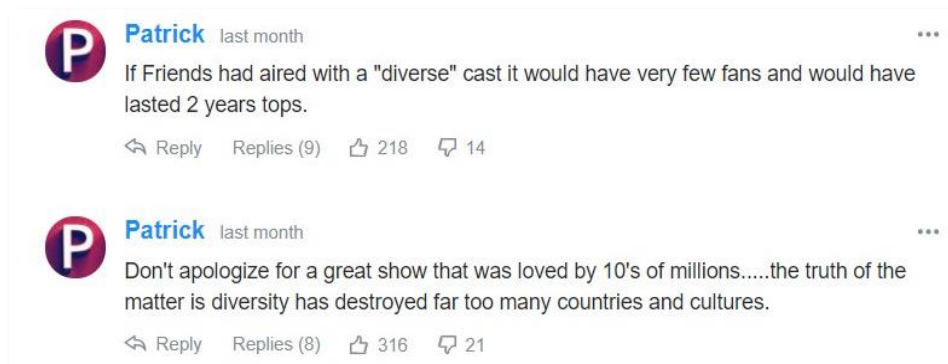 P Patrick last month
If Friends had aired with a "diverse" cast it would have very few fans and would have
lasted 2 years tops.
Reply Replies (9) 218 14
P Patrick last month
Don't apologize for a great show that was loved by 10's of millions.....the truth of the
matter is diversity has destroyed far too many countries and cultures.
Reply Replies (8) 316 21